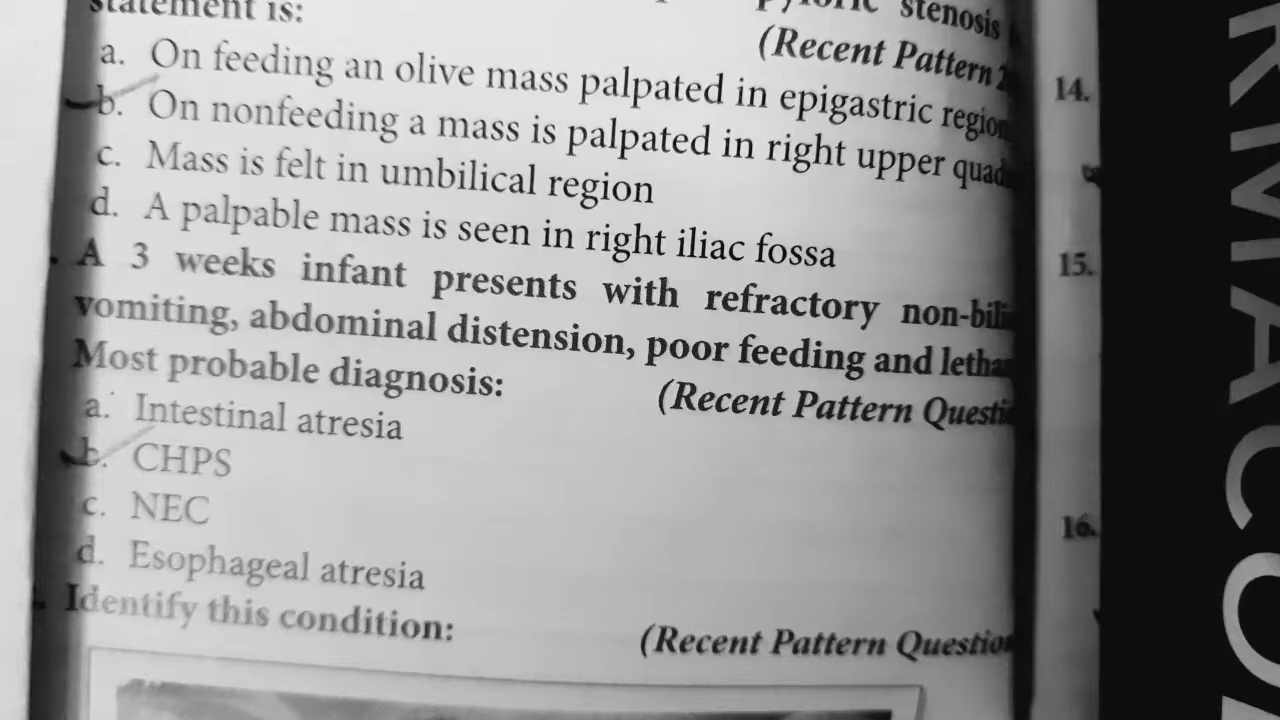 statement is:
stenosis
(Recent Pattern
a. On feeding an olive mass palpated in epigastric region
b. On nonfeeding a mass is palpated in right upper
c. Mass is felt in umbilical region
d. A palpable mass is seen in right iliac fossa
A 3 weeks infant presents with refractory
vomiting, abdominal distension, poor feeding and
Most probable diagnosis:
(Recent Pattern
a. Intestinal atresia
b. CHPS
c. NEC
d. Esophageal atresia
Identify this condition:
(Recent Pattern
14.
15.
16.